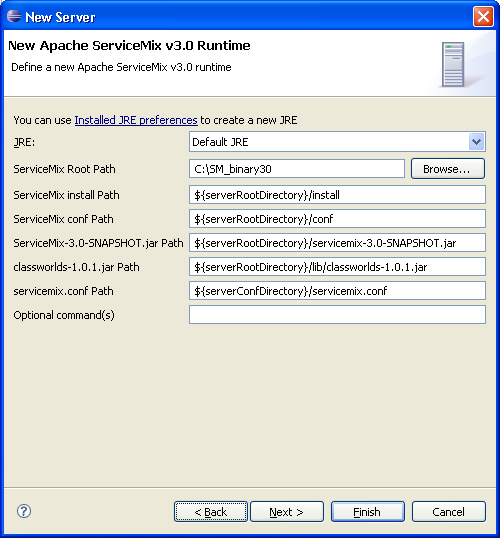 New Server
New Apache ServiceMix v3.0 Runtime
Define a new Apache ServiceMix v3.0 runtime
You can use Installed JRE preferences to create a new JRE
JRE: Default JRE
ServiceMix Root Path C:\SM_binary30 Browse...
ServiceMix install Path ${serverRootDirectory}/install
ServiceMix conf Path ${serverRootDirectory}/conf
ServiceMix-3.0-SNAPSHOT.jar Path ${serverRootDirectory}/servicemix-3.0-SNAPSHOT.jar
classworlds-1.0.1.jar Path ${serverRootDirectory}/lib/classworlds-1.0.1.jar
servicemix.conf Path ${serverConfDirectory}/servicemix.conf
Optional command(s)
? < Back Next > Finish Cancel